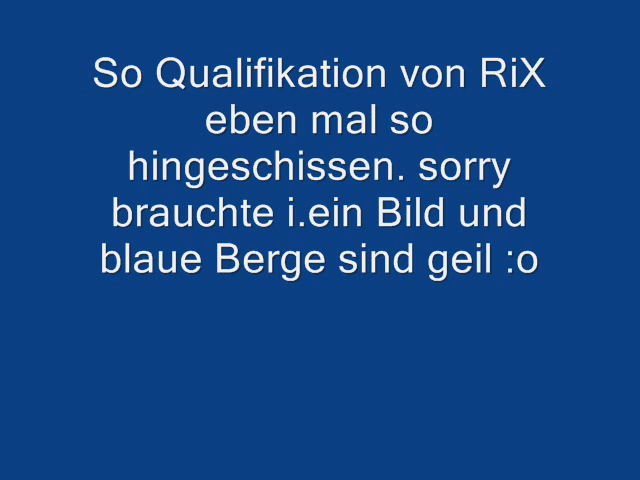 So Qualifikation von RiX
eben mal so
hingeschissen. sorry
brauchte i.ein Bild und
blaue Berge sind geil :o